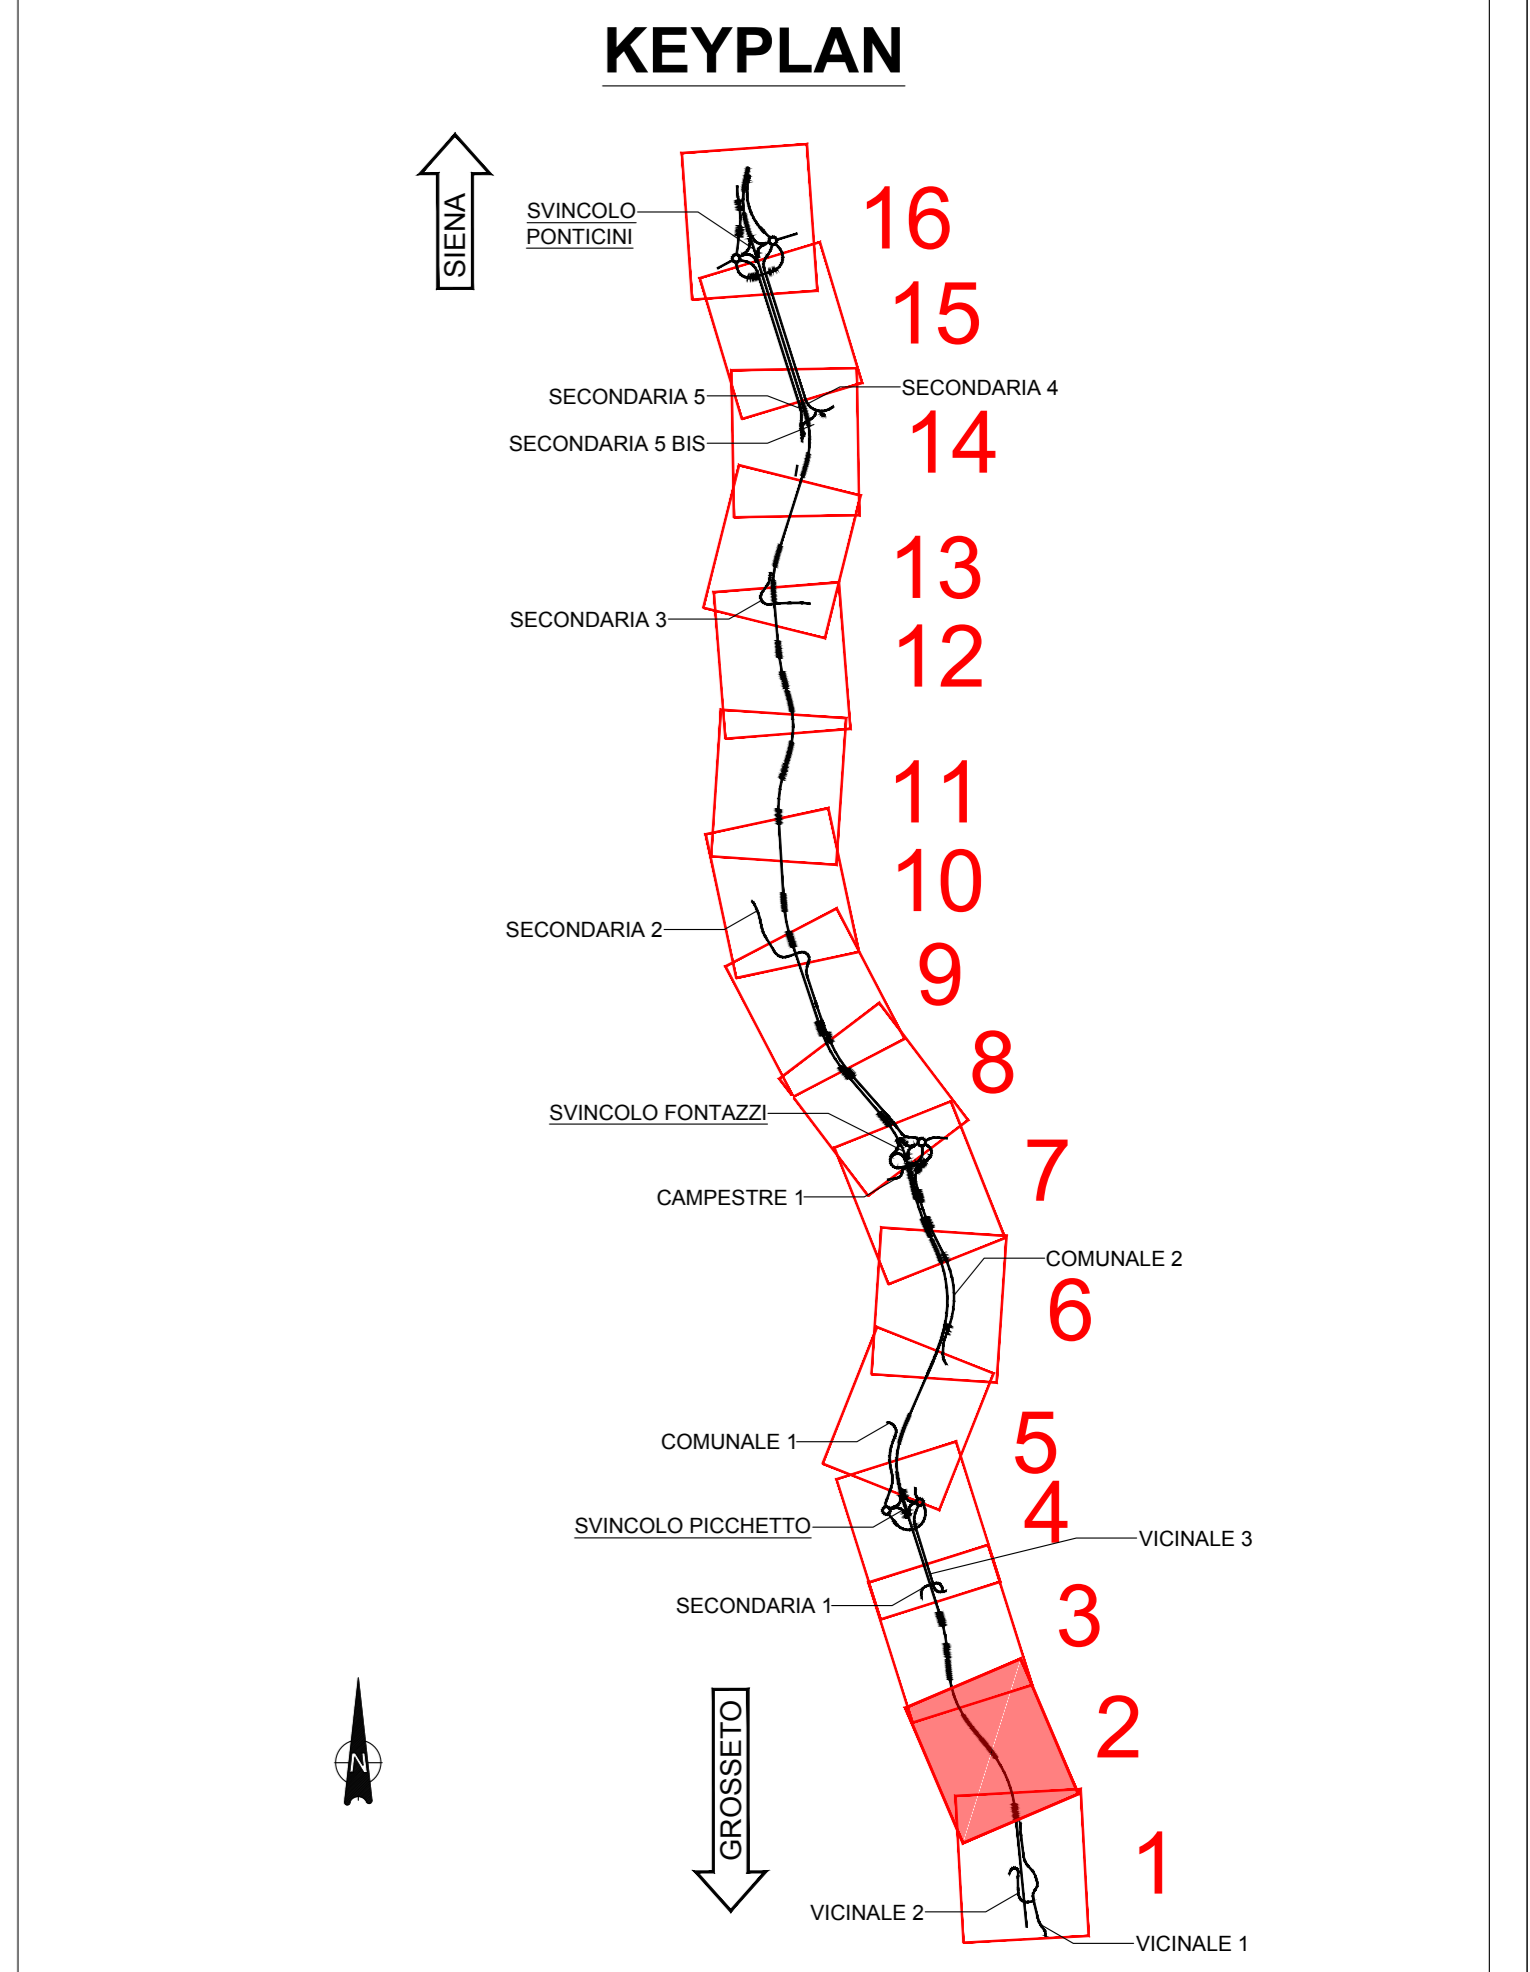 KEYPLAN
SIENA
SVINCOLO
PONTICINI
16
15
SECONDARIA 5
SECONDARIA 4
SECONDARIA 5 BIS
14
13
SECONDARIA 3
12
11
10
SECONDARIA 2
9
8
SVINCOLO FONTAZZI
7
CAMPESTRE 1
COMUNALE 2
6
COMUNALE 1
5
4
SVINCOLO PICCHETTO
VICINALE 3
SECONDARIA 1
3
2
N
GROSSETO
1
VICINALE 2
VICINALE 1